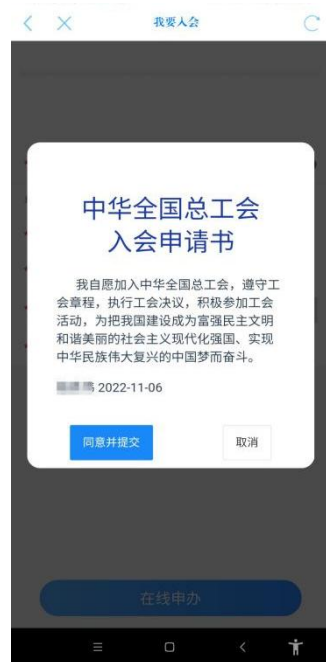 我要入会
中华全国总工会
入会申请书
我自愿加入中华全国总工会，遵守工
会章程，执行工会决议，积极参加工会
活动，为把我国建设成为富强民主文明
和谐美丽的社会主义现代化强国、实现
中华民族伟大复兴的中国梦而奋斗。
2022-11-06
同意并提交
取消
在线申办